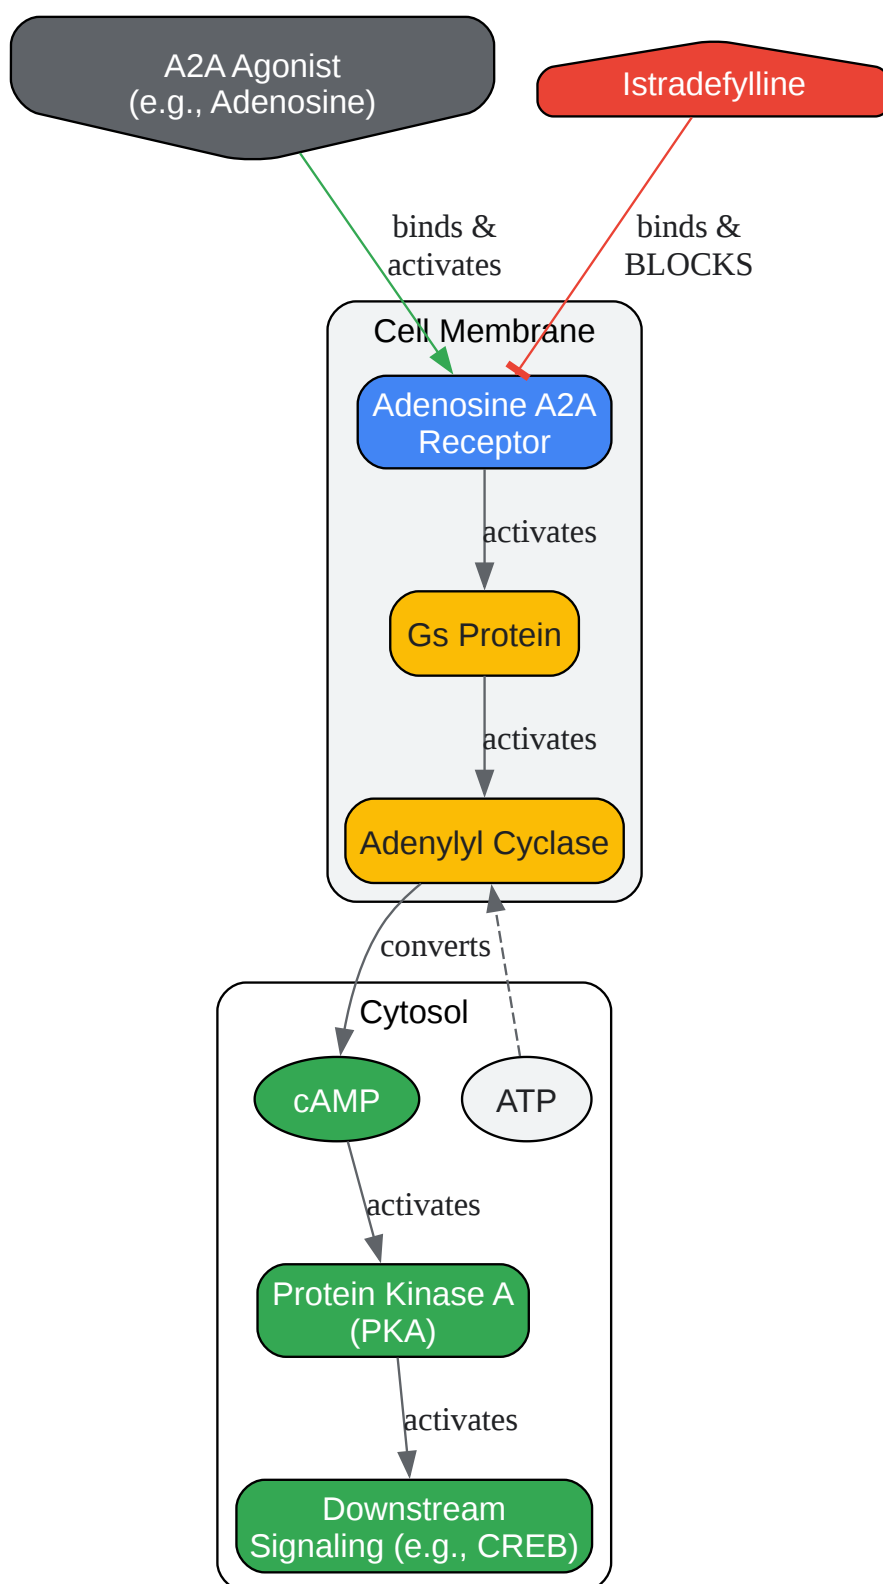 A2A Agonist
(e.g., Adenosine)
Istradefylline
binds &
activates
binds &
BLOCKS
Cell Membrane
Adenosine A2A
Receptor
activates
Gs Protein
activates
Adenylyl Cyclase
converts
Cytosol
cAMP
ATP
activates
Protein Kinase A
(PKA)
activates
Downstream
Signaling (e.g., CREB)